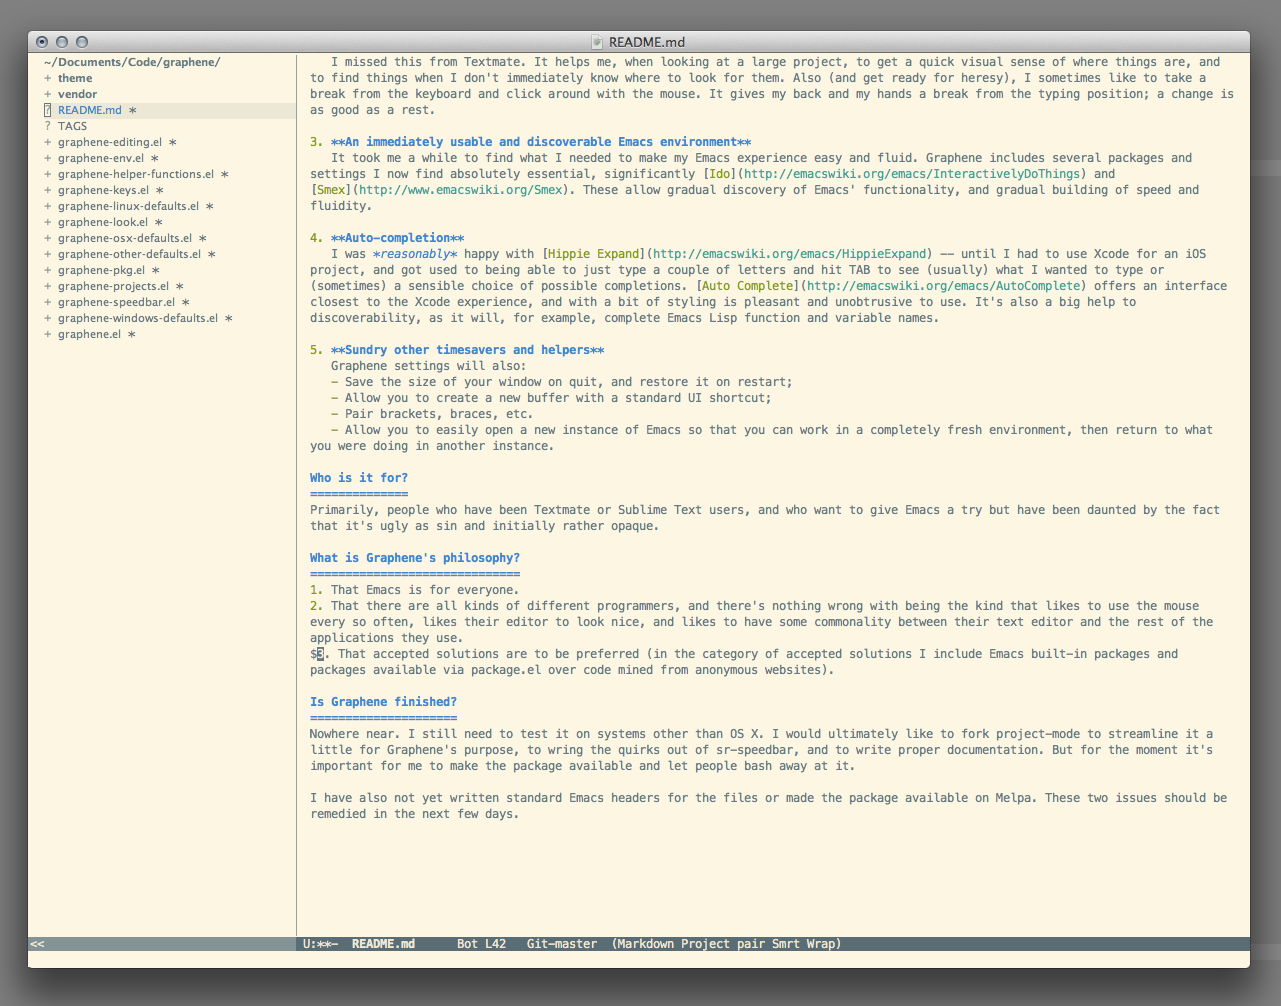 README.md
~/Documents/Code/graphene/
+ theme
+ vendor
? README.md *
? TAGS
+ graphene-editing.el *
+ graphene-env.el *
+ graphene-helper-functions.el *
+ graphene-keys.el *
+ graphene-linux-defaults.el *
+ graphene-look.el *
+ graphene-osx-defaults.el *
+ graphene-other-defaults.el *
+ graphene-pkg.el *
+ graphene-projects.el *
+ graphene-speedbar.el *
+ graphene-windows-defaults.el *
+ graphene.el *
I missed this from Textmate. It helps me, when looking at a large project, to get a quick visual sense of where things are, and
to find things when I don't immediately know where to look for them. Also (and get ready for heresy), I sometimes like to take a
break from the keyboard and click around with the mouse. It gives my back and my hands a break from the typing position; a change is
as good as a rest.
3. **An immediately usable and discoverable Emacs environment**
It took me a while to find what I needed to make my Emacs experience easy and fluid. Graphene includes several packages and
settings I now find absolutely essential, significantly [Ido](http://emacswiki.org/emacs/InteractivelyDoThings) and
[Smex](http://www.emacswiki.org/Smex). These allow gradual discovery of Emacs' functionality, and gradual building of speed and
fluidity.
4. **Auto-completion**
I was *reasonably* happy with [Hippie Expand](http://emacswiki.org/emacs/HippieExpand) -- until I had to use Xcode for an iOS
project, and got used to being able to just type a couple of letters and hit TAB to see (usually) what I wanted to type or
(sometimes) a sensible choice of possible completions. [Auto Complete](http://emacswiki.org/emacs/AutoComplete) offers an interface
closest to the Xcode experience, and with a bit of styling is pleasant and unobtrusive to use. It's also a big help to
discoverability, as it will, for example, complete Emacs Lisp function and variable names.
5. **Sundry other timesavers and helpers**
Graphene settings will also:
- Save the size of your window on quit, and restore it on restart;
- Allow you to create a new buffer with a standard UI shortcut;
- Pair brackets, braces, etc.
- Allow you to easily open a new instance of Emacs so that you can work in a completely fresh environment, then return to what
you were doing in another instance.
Who is it for?
==============
Primarily, people who have been Textmate or Sublime Text users, and who want to give Emacs a try but have been daunted by the fact
that it's ugly as sin and initially rather opaque.
What is Graphene's philosophy?
==============================
1. That Emacs is for everyone.
2. That there are all kinds of different programmers, and there's nothing wrong with being the kind that likes to use the mouse
every so often, likes their editor to look nice, and likes to have some commonality between their text editor and the rest of the
applications they use.
$3. That accepted solutions are to be preferred (in the category of accepted solutions I include Emacs built-in packages and
packages available via package.el over code mined from anonymous websites).
Is Graphene finished?
=====================
Nowhere near. I still need to test it on systems other than OS X. I would ultimately like to fork project-mode to streamline it a
little for Graphene's purpose, to wring the quirks out of sr-speedbar, and to write proper documentation. But for the moment it's
important for me to make the package available and let people bash away at it.
I have also not yet written standard Emacs headers for the files or made the package available on Melpa. These two issues should be
remedied in the next few days.
<< U:**- README.md Bot L42 Git-master (Markdown Project pair Smrt Wrap)